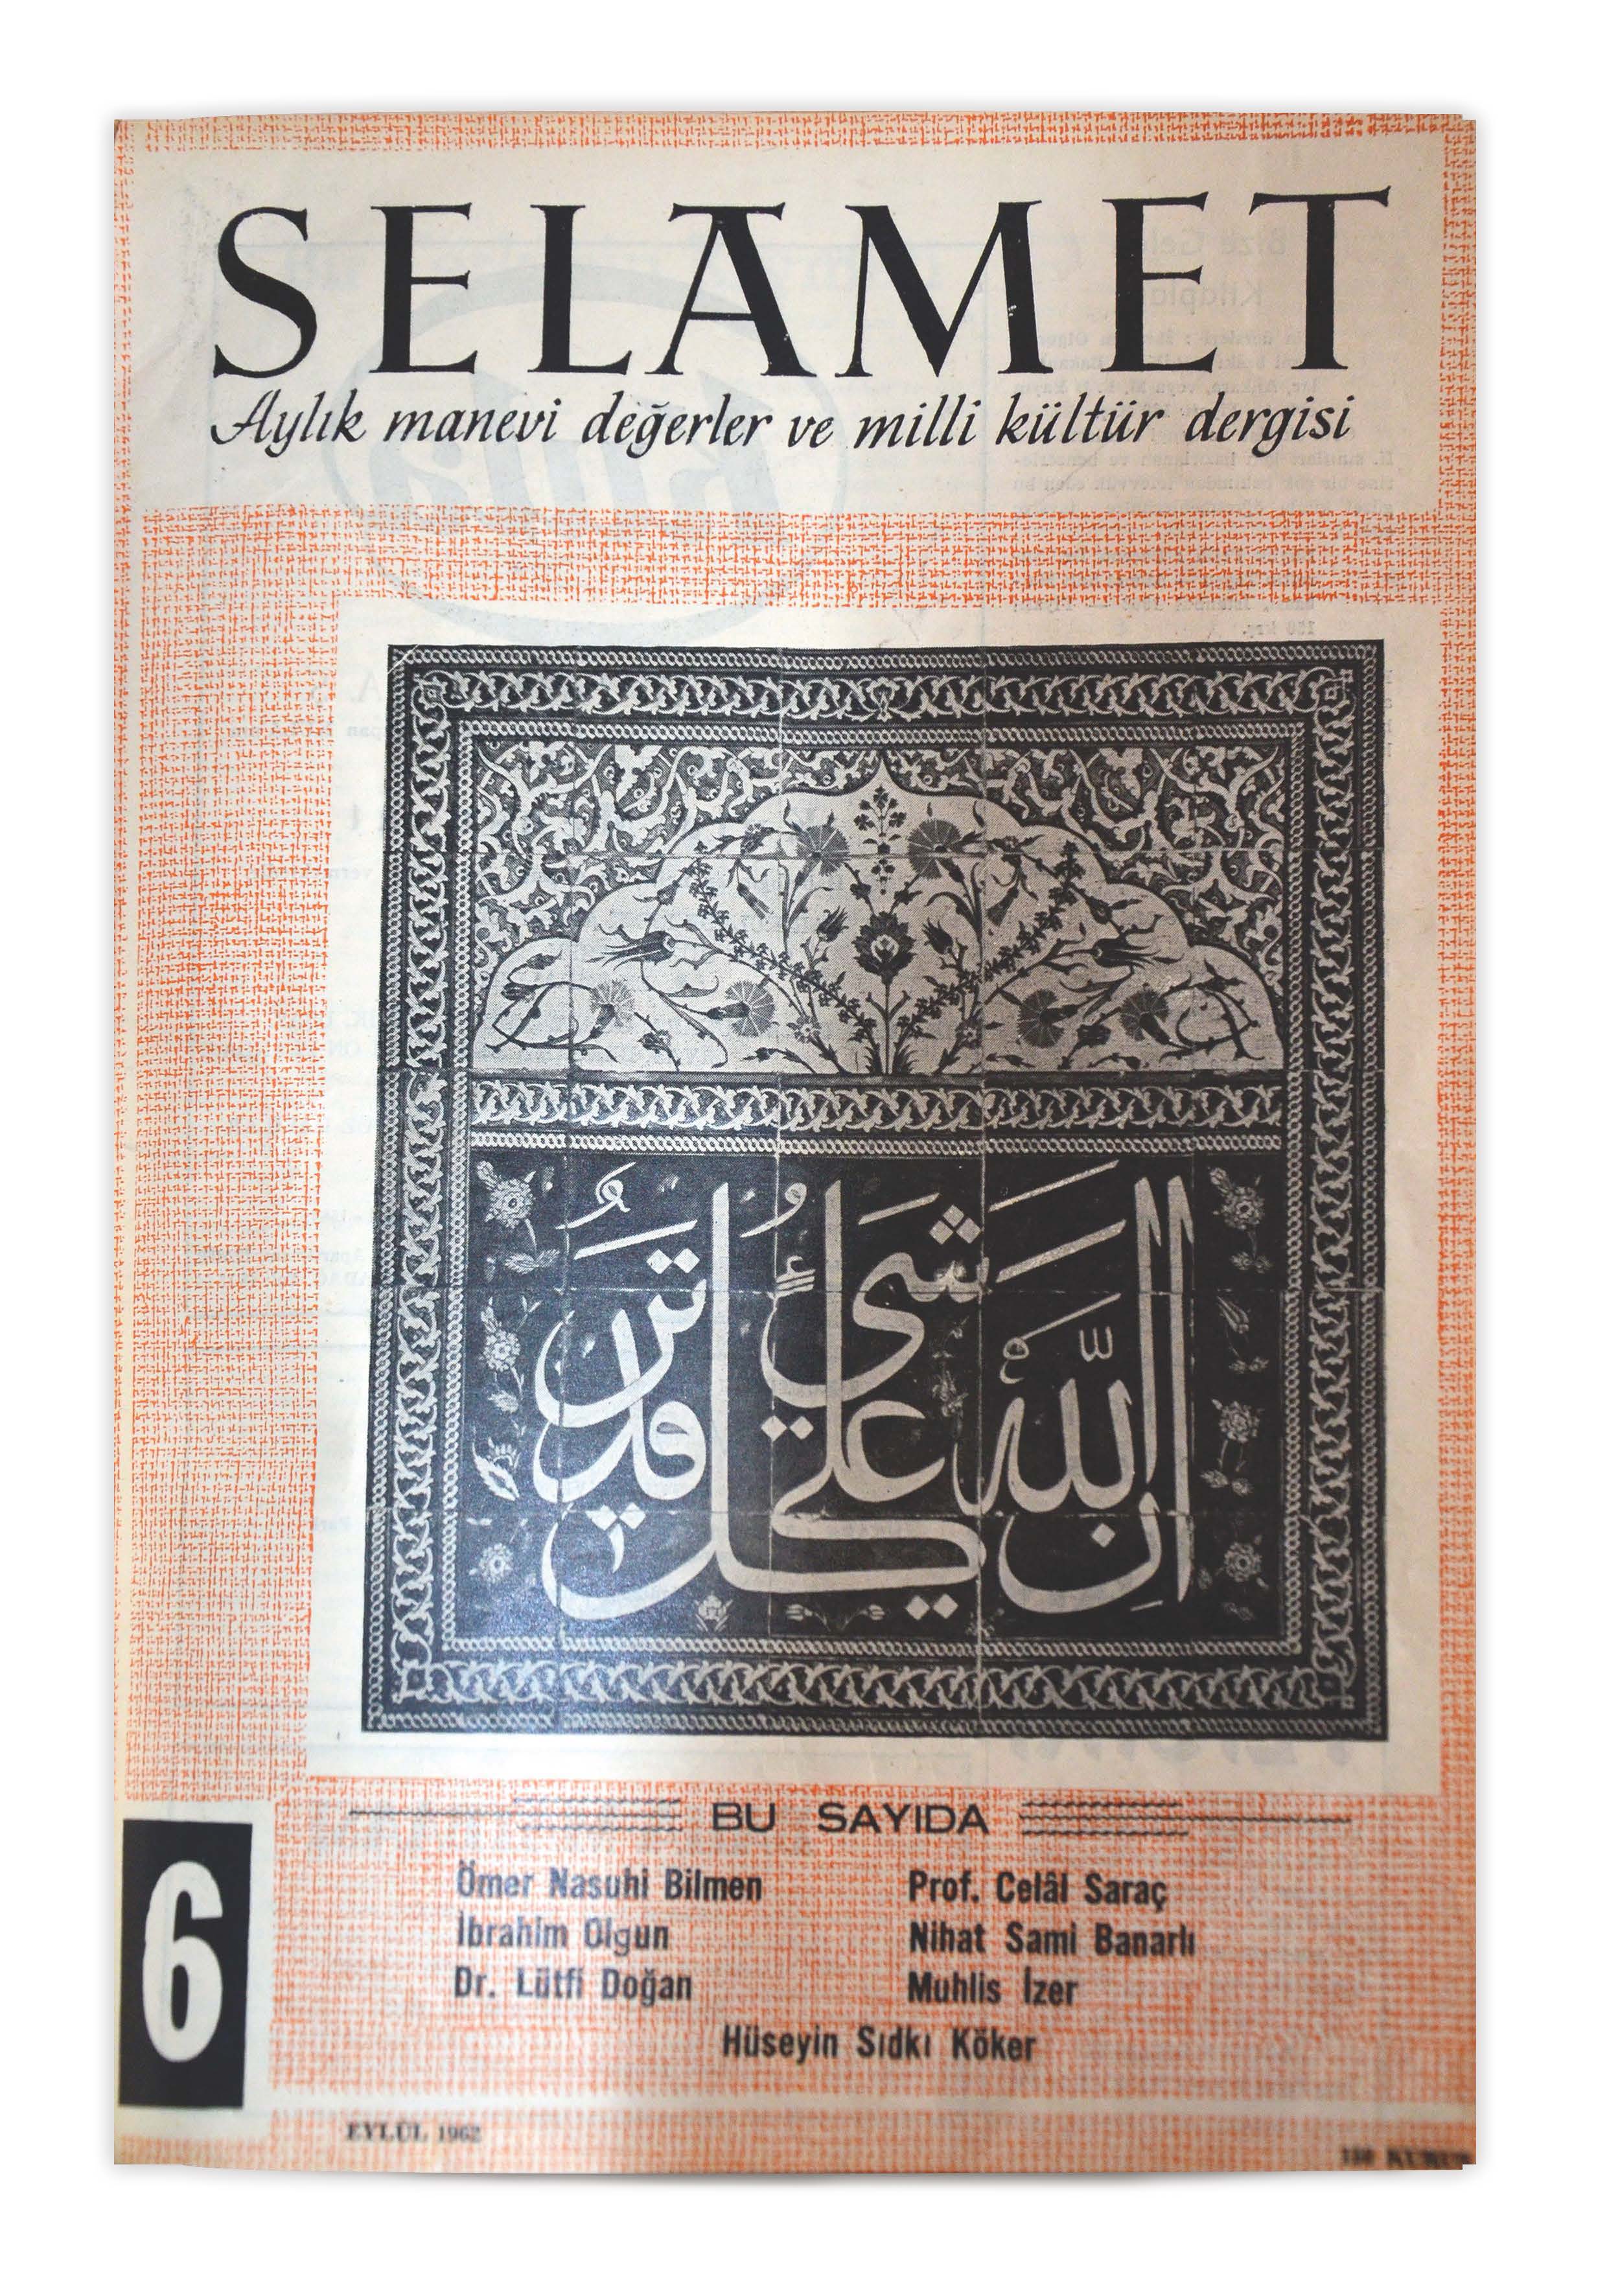 SELAMET
Aylık manevi değerler ve milli kültür dergisi
ان الله على كل شيء قدير
BU SAYIDA
Ömer Nasuhi Bilmen
İbrahim Olgun
Dr. Lütfi Doğan
Prof. Celâl Saraç
Nihat Sami Banarlı
Muhlis İzer
Hüseyin Sıdkı Köker
6
EYLÜL 1962